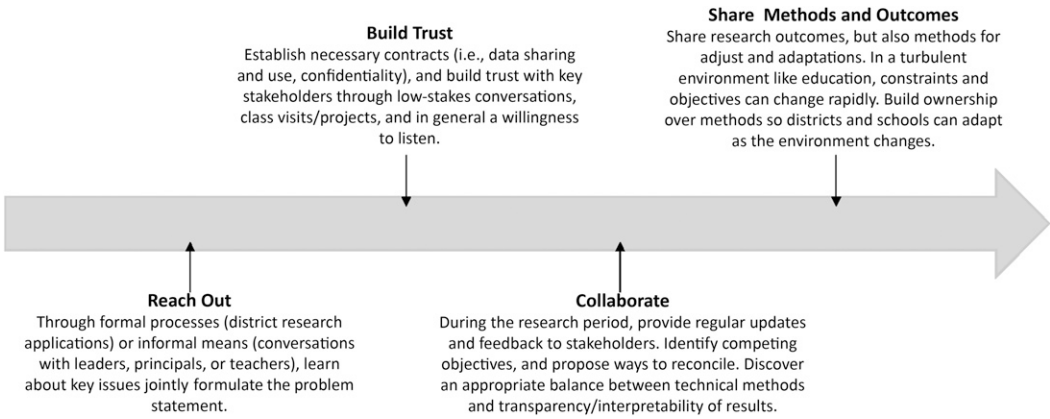 Build Trust
Establish necessary contracts (i.e., data sharing
and use, confidentiality), and build trust with key
stakeholders through low-stakes conversations,
class visits/projects, and in general a willingness
to listen.
Share  Methods and Outcomes
Share research outcomes, but also methods for
adjust and adaptations. In a turbulent
environment like education, constraints and
objectives can change rapidly. Build ownership
over methods so districts and schools can adapt
as the environment changes.
Reach Out
Through formal processes (district research
applications) or informal means (conversations
with leaders, principals, or teachers), learn
about key issues jointly formulate the problem
statement.
Collaborate
During the research period, provide regular updates
and feedback to stakeholders. Identify competing
objectives, and propose ways to reconcile. Discover
an appropriate balance between technical methods
and transparency/interpretability of results.